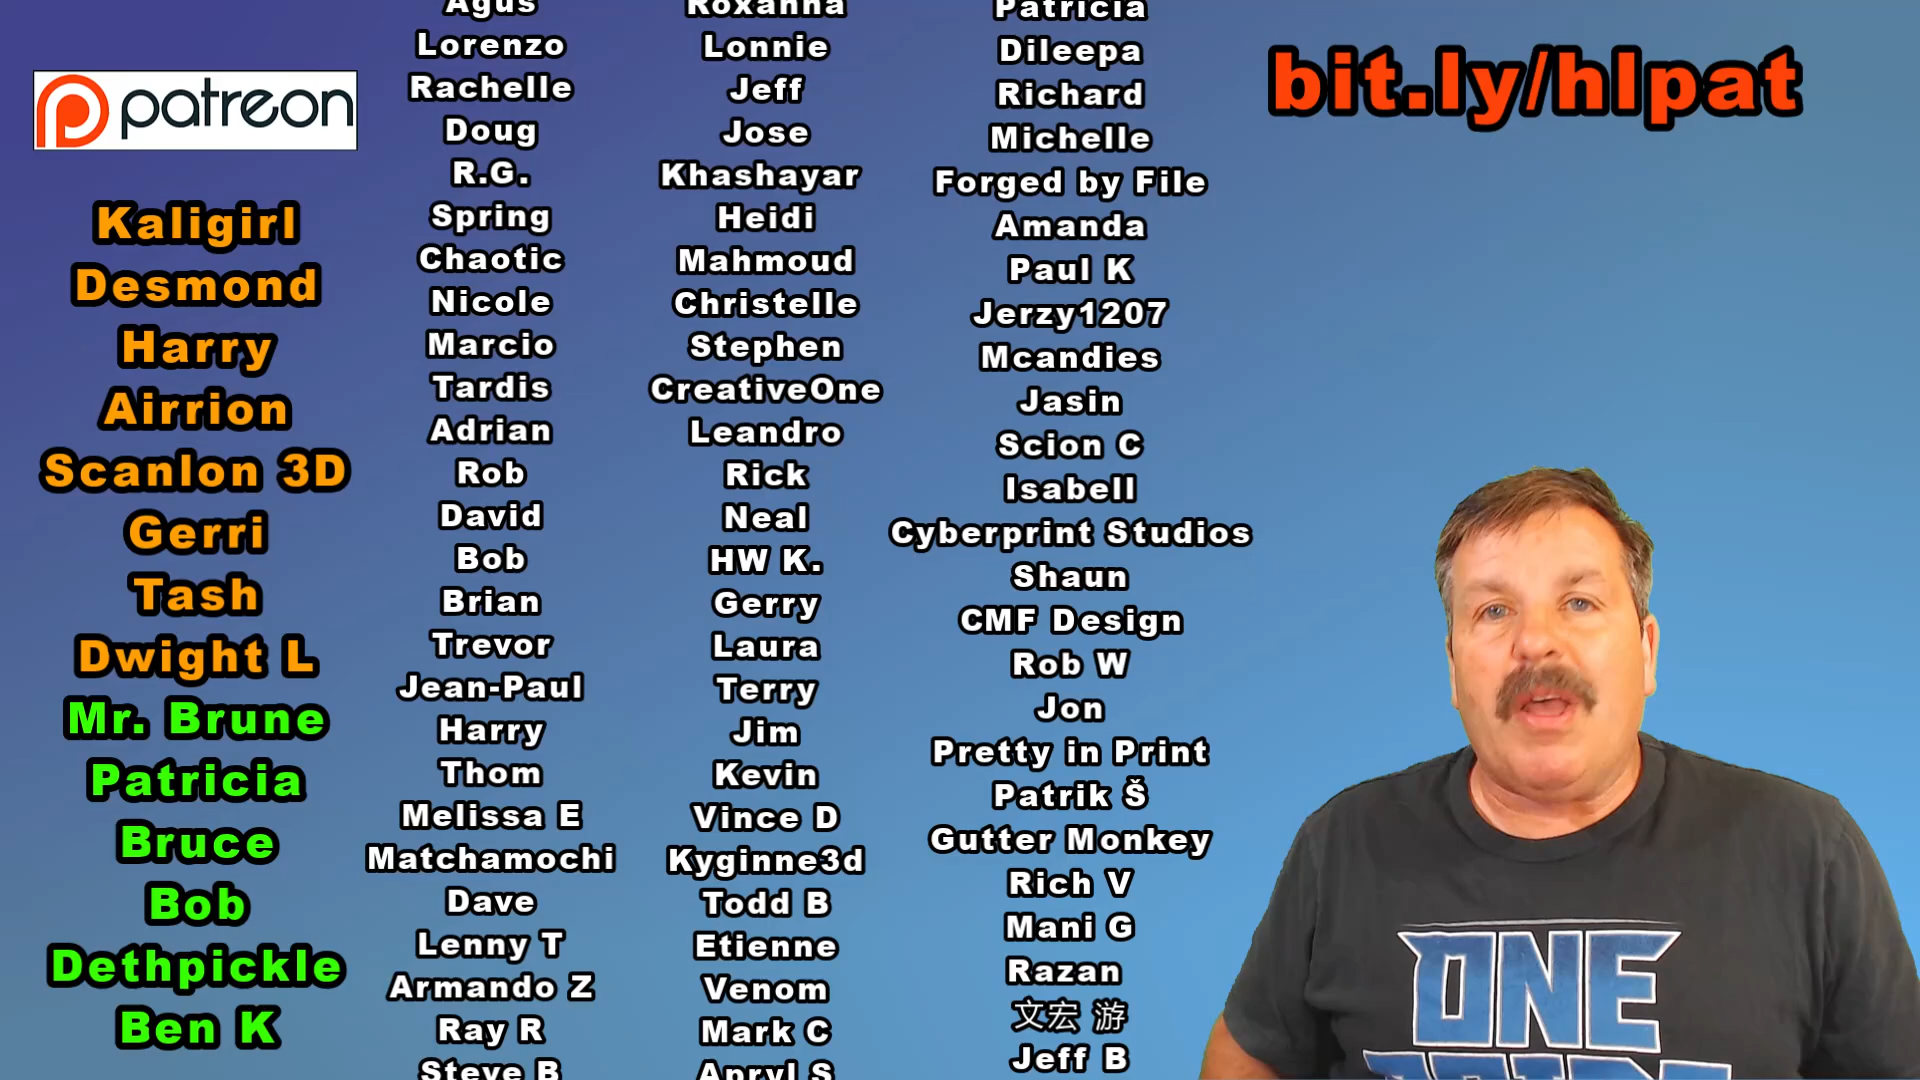 patreon
Kaligirl
Desmond
Harry
Airrion
Scanlon 3D
Gerri
Tash
Dwight L
Mr. Brune
Patricia
Bruce
Bob
Dethpickle
Ben K
Agus
Lorenzo
Rachelle
Doug
R.G.
Spring
Chaotic
Nicole
Marcio
Tardis
Adrian
Rob
David
Bob
Brian
Trevor
Jean-Paul
Harry
Thom
Melissa E
Matchamochi
Dave
Lenny T
Armando Z
Ray R
Steve B
Roxanna
Lonnie
Jeff
Jose
Khashayar
Heidi
Mahmoud
Christelle
Stephen
CreativeOne
Leandro
Rick
Neal
HW K.
Gerry
Laura
Terry
Jim
Kevin
Vince D
Kyginne3d
Todd B
Etienne
Venom
Mark C
Apryl S
Patricia
Dileepa
Richard
Michelle
Forged by File
Amanda
Paul K
Jerzy1207
Mcandies
Jasin
Scion C
Isabell
Cyberprint Studios
Shaun
CMF Design
Rob W
Jon
Pretty in Print
Patrik Š
Gutter Monkey
Rich V
Mani G
Razan
文宏 游
Jeff B
bit.ly/hlpat
ONE